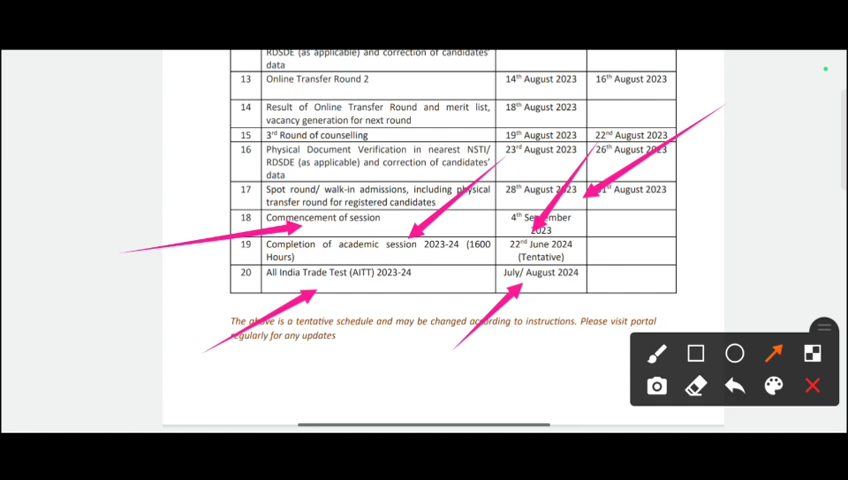 RDSDE (as applicable) and correction of candidates'
data
13 Online Transfer Round 2 14th August 2023 16th August 2023
14 Result of Online Transfer Round and merit list, 18th August 2023
vacancy generation for next round
15 3rd Round of counselling 19th August 2023 22nd August 2023
16 Physical Document Verification in nearest NSTI/ 23rd August 2023 26th August 2023
RDSDE (as applicable) and correction of candidates'
data
17 Spot round/ walk-in admissions, including physical 28th August 2023 31st August 2023
transfer round for registered candidates
18 Commencement of session 4th September
2023
19 Completion of academic session 2023-24 (1600 22nd June 2024
Hours) (Tentative)
20 All India Trade Test (AITT) 2023-24 July/ August 2024
The above is a tentative schedule and may be changed according to instructions. Please visit portal
regularly for any updates